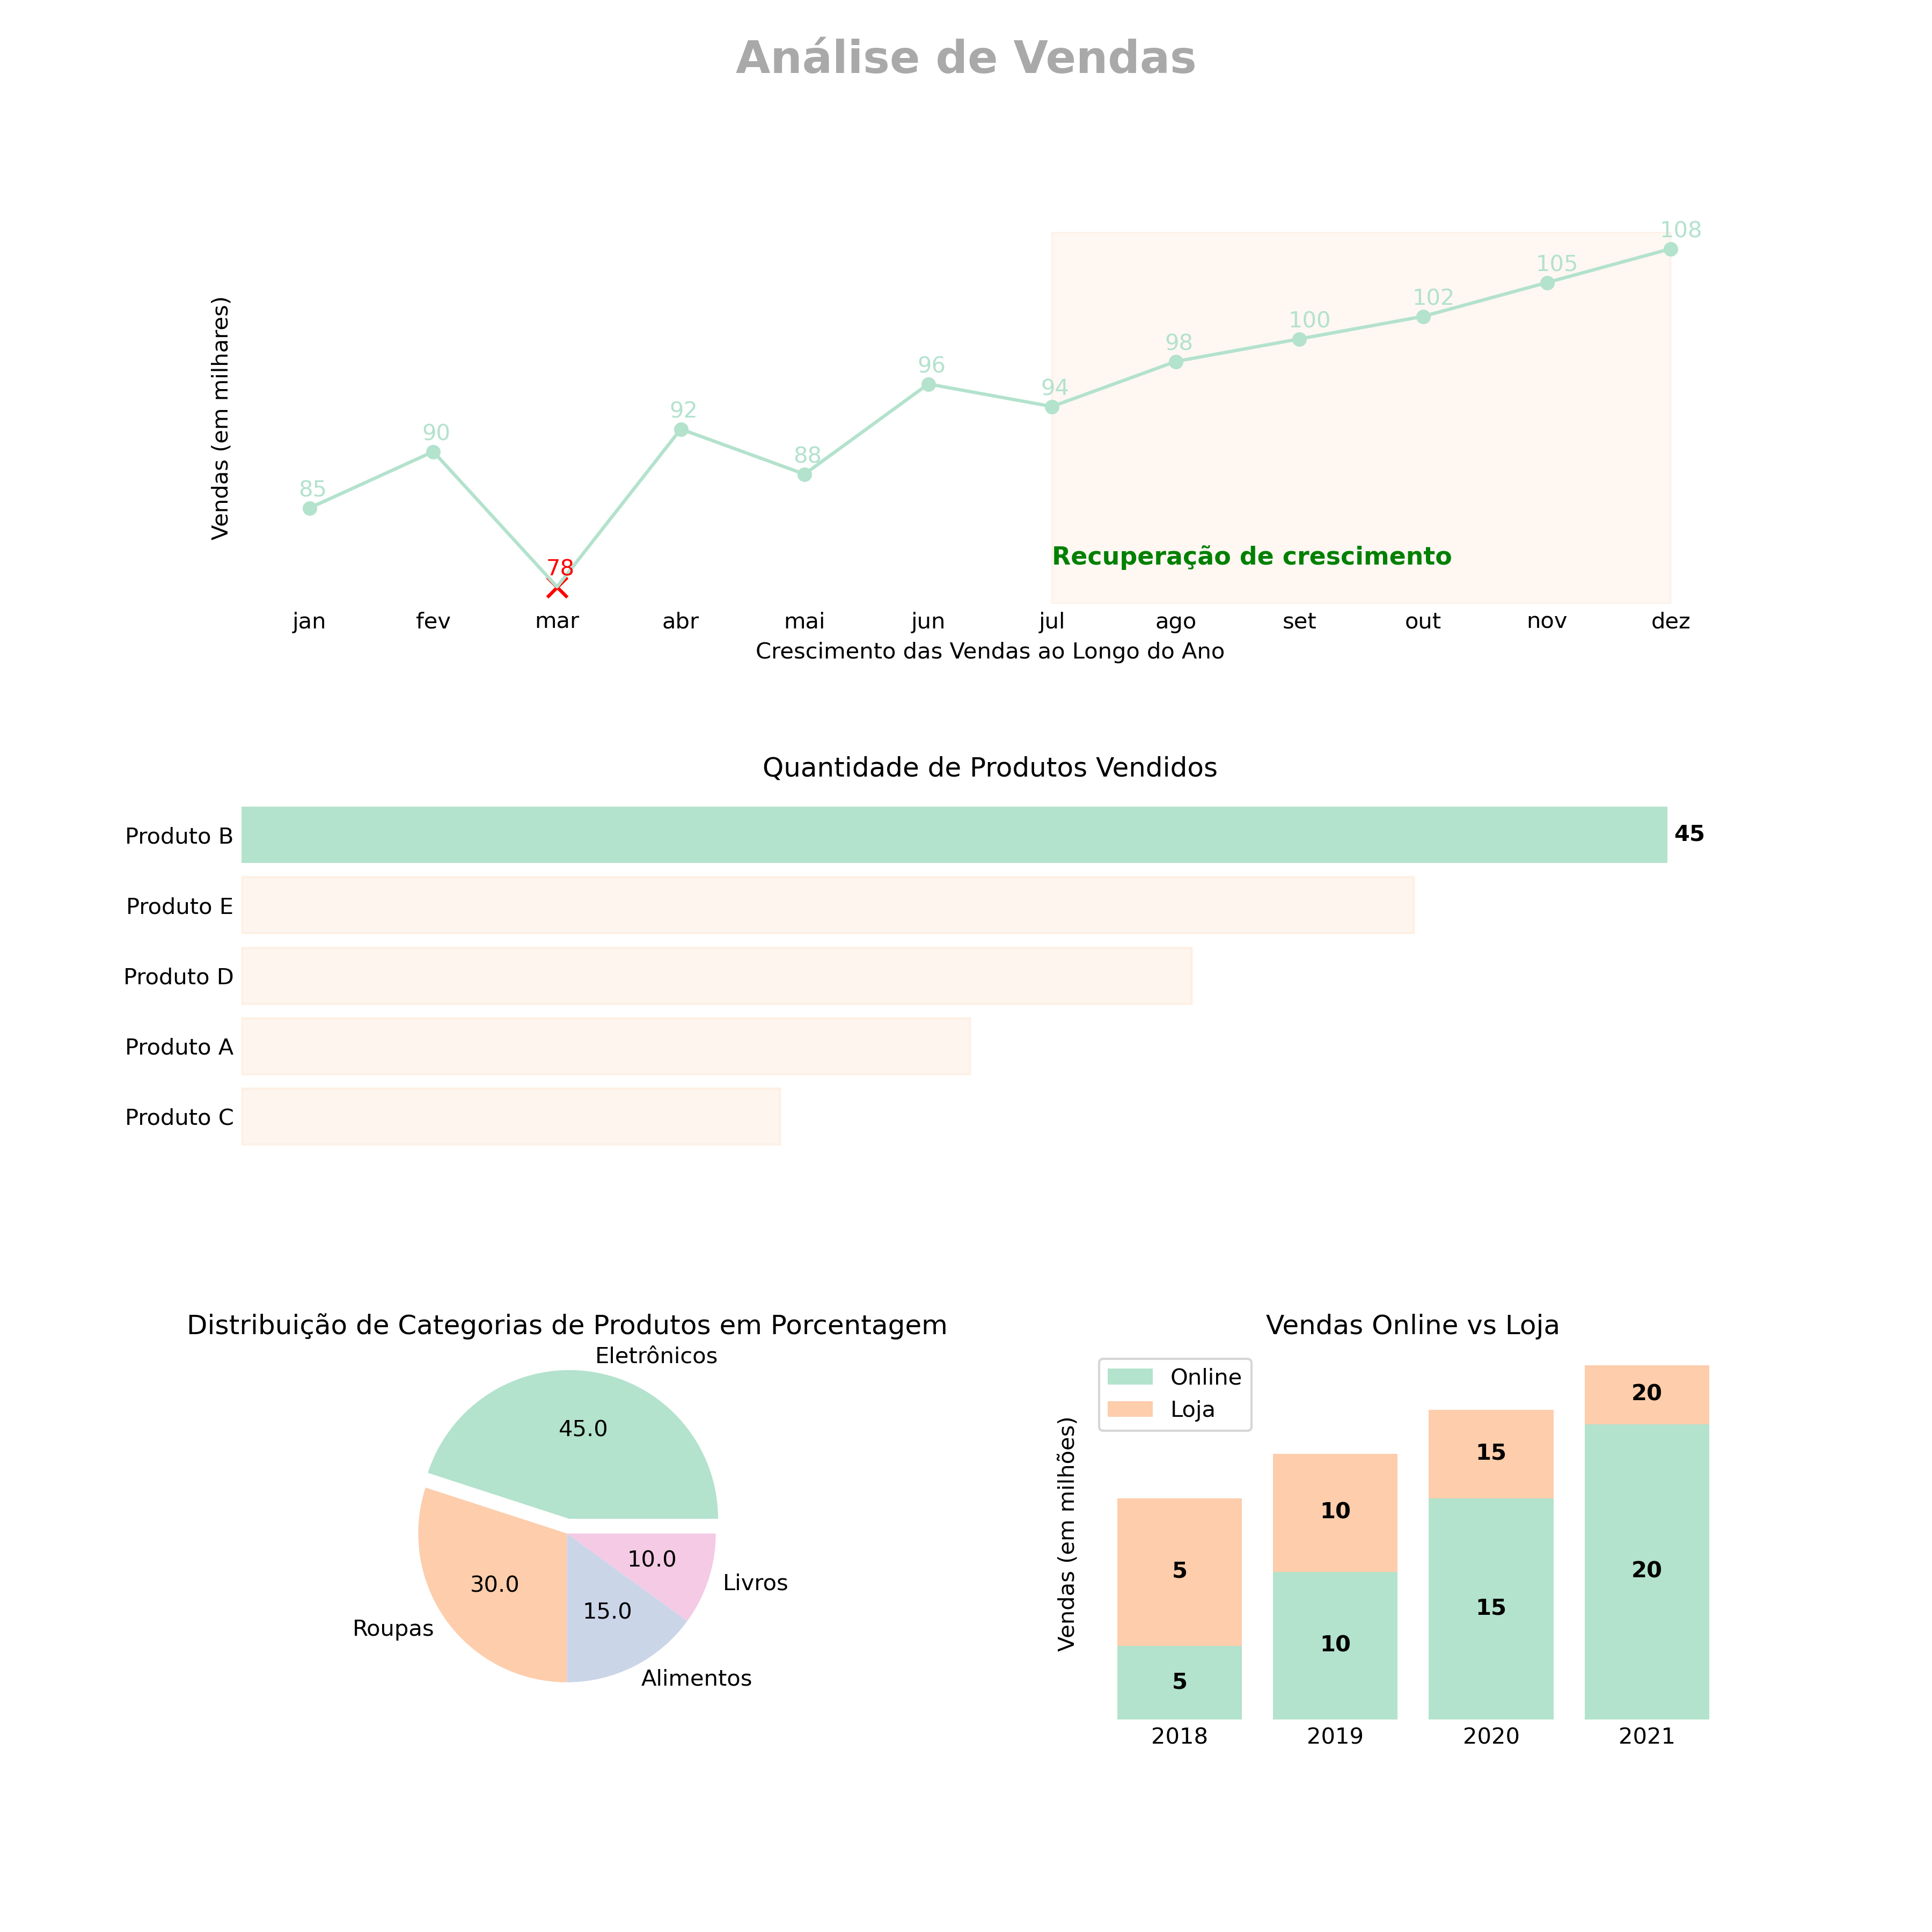 Análise de Vendas
108
105
102
100
98
96
94
92
90
88
85
78
Vendas (em milhares)
Recuperação de crescimento
jan fev mar abr mai jun jul ago set out nov dez
Crescimento das Vendas ao Longo do Ano
Quantidade de Produtos Vendidos
Produto B 45
Produto E
Produto D
Produto A
Produto C
Distribuição de Categorias de Produtos em Porcentagem
Eletrônicos
45.0
10.0
Livros
30.0
15.0
Roupas
Alimentos
Vendas Online vs Loja
Online
Loja
Vendas (em milhões)
20
15
10
5
20
15
10
5
2018 2019 2020 2021